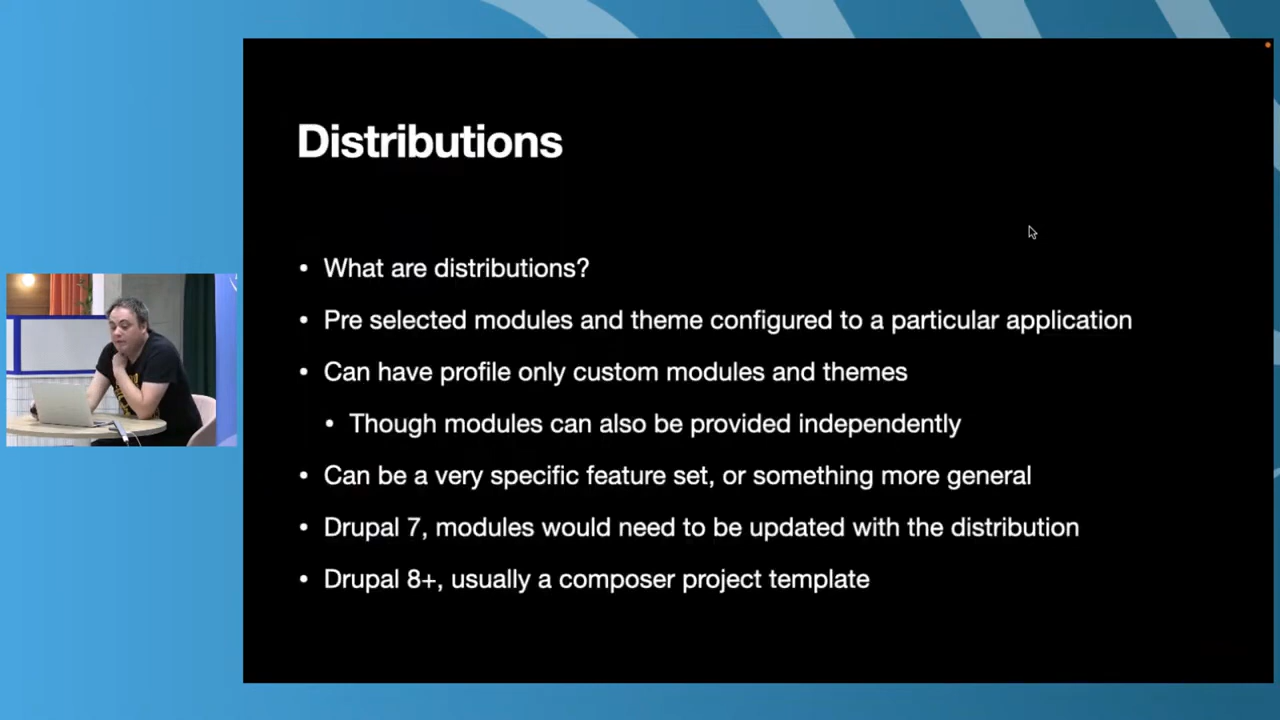 Distributions
• What are distributions?
• Pre selected modules and theme configured to a particular application
• Can have profile only custom modules and themes
• Though modules can also be provided independently
• Can be a very specific feature set, or something more general
• Drupal 7, modules would need to be updated with the distribution
• Drupal 8+, usually a composer project template